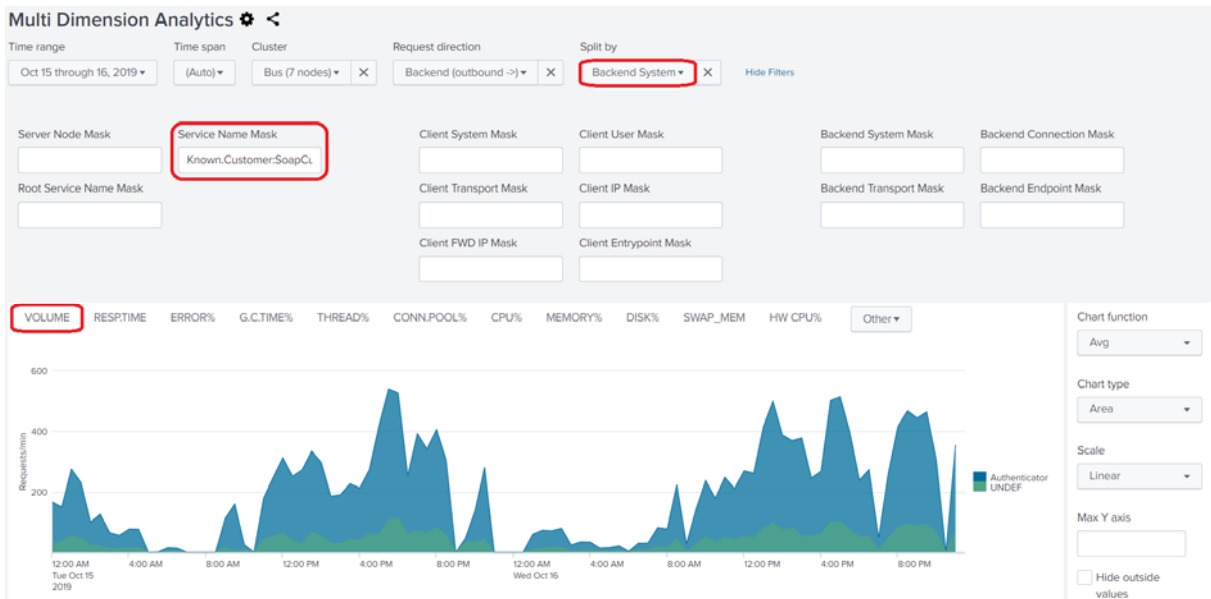 Multi Dimension Analytics
Time range Time span Cluster Request direction Split by
Oct 15 through 16, 2019 (Auto) Bus (7 nodes) Backend (outbound ->) Backend System Hide Filters
Server Node Mask Service Name Mask Client System Mask Client User Mask Backend System Mask Backend Connection Mask
Known.Customer:SoapCu
Root Service Name Mask Client Transport Mask Client IP Mask Backend Transport Mask Backend Endpoint Mask
Client FWD IP Mask Client Entrypoint Mask
VOLUME RESP.TIME ERROR% G.C.TIME% THREAD% CONN.POOL% CPU% MEMORY% DISK% SWAP_MEM HW CPU% Other
Chart function
Avg
Chart type
Area
Scale
Linear
Max Y axis
Hide outside
values
600
400
200
Requests/min
Authenticator
UNDEF
12:00 AM 4:00 AM 8:00 AM 12:00 PM 4:00 PM 8:00 PM 12:00 AM 4:00 AM 8:00 AM 12:00 PM 4:00 PM 8:00 PM
Tue Oct 15 Wed Oct 16
2019